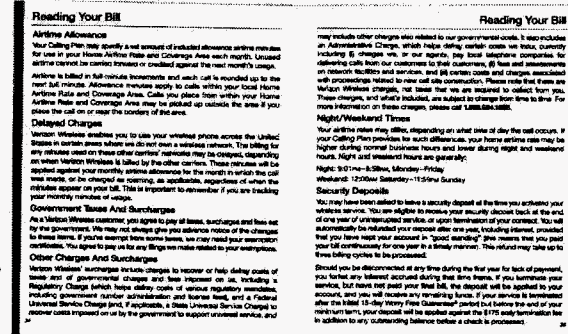 Reading Your Bill
Airtime Allowance
Your Calling Plan may specify a set amount of included allowance airtime minutes
for use in your Home Airtime Rate and Coverage Area each month. Unused
airtime cannot be carried forward or credited against the next month's usage.
Airtime is billed in full-minute increments and each call is rounded up to the
next full minute. Allowance minutes apply to calls within your local Home
Airtime Rate and Coverage Area. Calls you place from within your Home
Airtime Rate and Coverage Area may be picked up outside the area if you
place the call on or near the borders of the area.
Delayed Charges
Verizon Wireless enables you to use your wireless phone across the United
States in certain areas where we do not own a wireless network. The billing for
any minutes used on these other carriers' networks may be delayed, depending
on when Verizon Wireless is billed by the other carriers. These minutes will be
applied against your monthly airtime allowance for the month in which the call
was made, or be charged as roaming, as applicable, regardless of when the
minutes appear on your bill. This is important to remember if you are tracking
your monthly minutes of usage.
Government Taxes And Surcharges
As a Verizon Wireless customer, you agree to pay all taxes, surcharges and fees set
by the government. We may not always give you advance notice of the changes
to these items. If you're exempt from some taxes, we may need your exemption
certificates. You agree to pay us for any filings we make related to your exemptions.
Other Charges And Surcharges
Verizon Wireless' surcharges include charges to recover or help defray costs of
taxes and of governmental charges and fees imposed on us, including a
Regulatory Charge (which helps defray costs of various regulatory mandates,
including government number administration and license fees), and a Federal
Universal Service Charge (and, if applicable, a State Universal Service Charge) to
recover costs imposed on us by the government to support universal service, and
Reading Your Bill
may include other charges also related to our governmental costs. It also includes
an Administrative Charge, which helps defray certain costs we incur, currently
including (i) charges we, or our agents, pay local telephone companies for
delivering calls from our customers to their customers, (ii) fees and assessments
on network facilities and services, and (iii) certain costs and charges associated
with proceedings related to new cell site construction. Please note that these are
Verizon Wireless charges, not taxes that we are required to collect from you.
These charges, and what's included, are subject to change from time to time. For
more information on these charges, please call
Night/Weekend Times
Your airtime rates may differ, depending on what time of day the call occurs. If
your Calling Plan provides for such differences, your home airtime rate may be
higher during normal business hours and lower during night and weekend
hours. Night and weekend hours are generally:
Night: 9:01PM–5:59AM, Monday–Friday
Weekend: 12:00AM Saturday–11:59PM Sunday
Security Deposits
You may have been asked to leave a security deposit at the time you activated your
wireless service. You are eligible to receive your security deposit back at the end
of one year of uninterrupted service, or upon termination of your contract. You will
automatically be refunded your deposit after one year, including interest, provided
that you have kept your account in "good standing" (this means that you paid
your bill continuously for one year in a timely manner). This refund may take up to
three billing cycles to be processed.
Should you be disconnected at any time during the first year for lack of payment,
you forfeit any interest accrued during that time frame. If you terminate your
service, but have not paid your final bill, the deposit will be applied to your
account, and you will receive any remaining funds. If your service is terminated
after the initial 15-day Worry Free Guarantee® period but before the end of your
minimum term, your deposit will be applied against the $175 early termination fee
in addition to any outstanding balance before a check is processed.